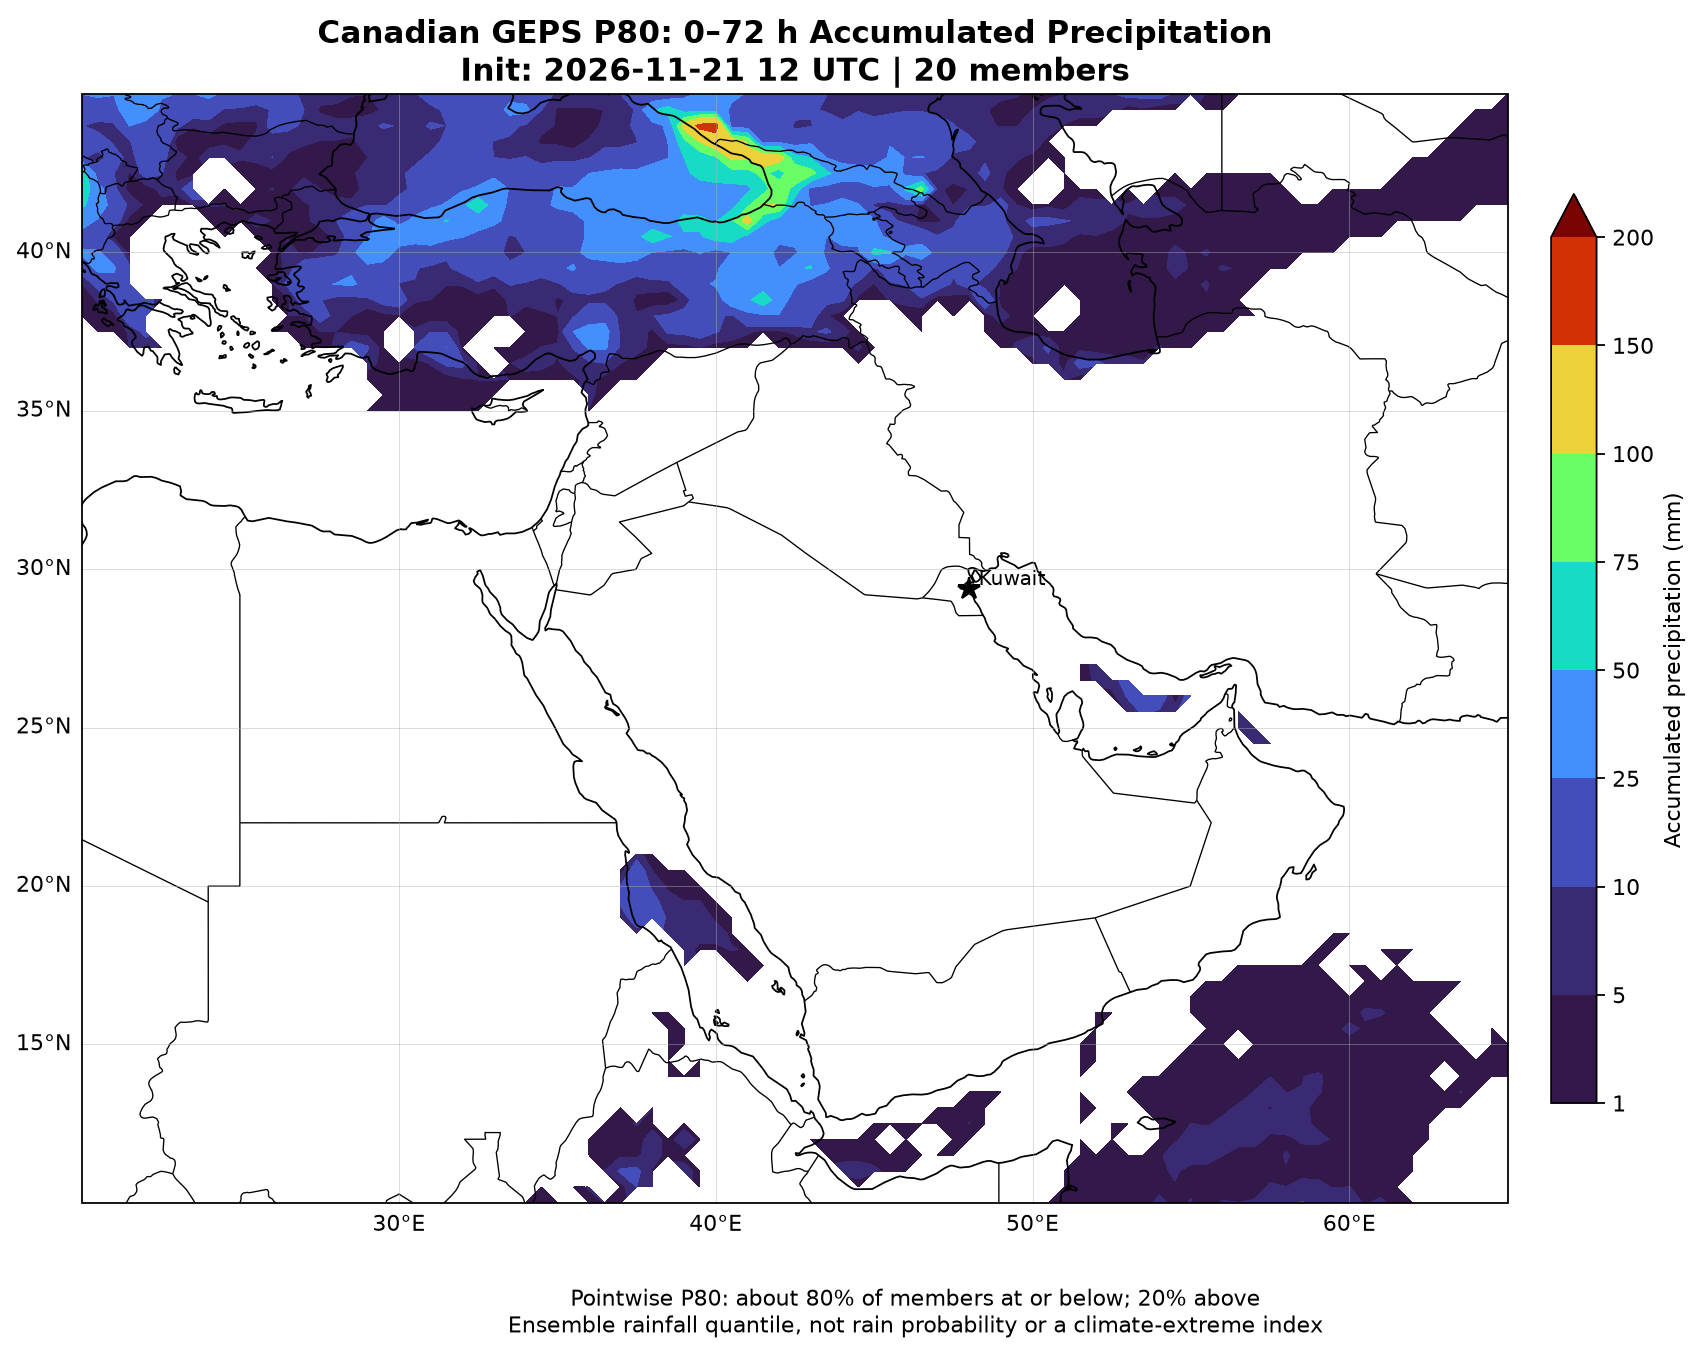 Canadian GEPS P80: 0–72 h Accumulated Precipitation
Init: 2026-11-21 12 UTC | 20 members
40°N
35°N
30°N
25°N
20°N
15°N
Kuwait
30°E
40°E
50°E
60°E
200
150
100
75
50
25
10
5
1
Accumulated precipitation (mm)
Pointwise P80: about 80% of members at or below; 20% above
Ensemble rainfall quantile, not rain probability or a climate-extreme index